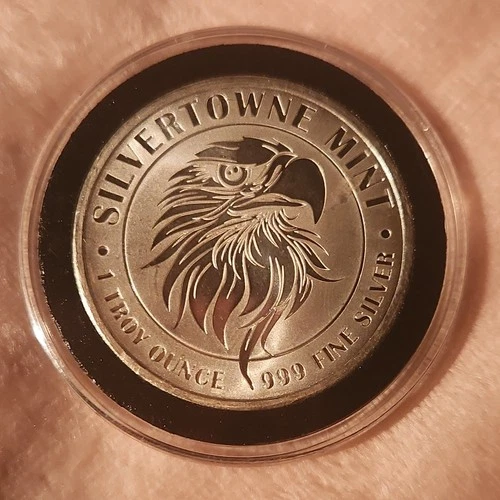 SILVERTOWNE MINT
1 TROY OUNCE
999 FINE SILVER